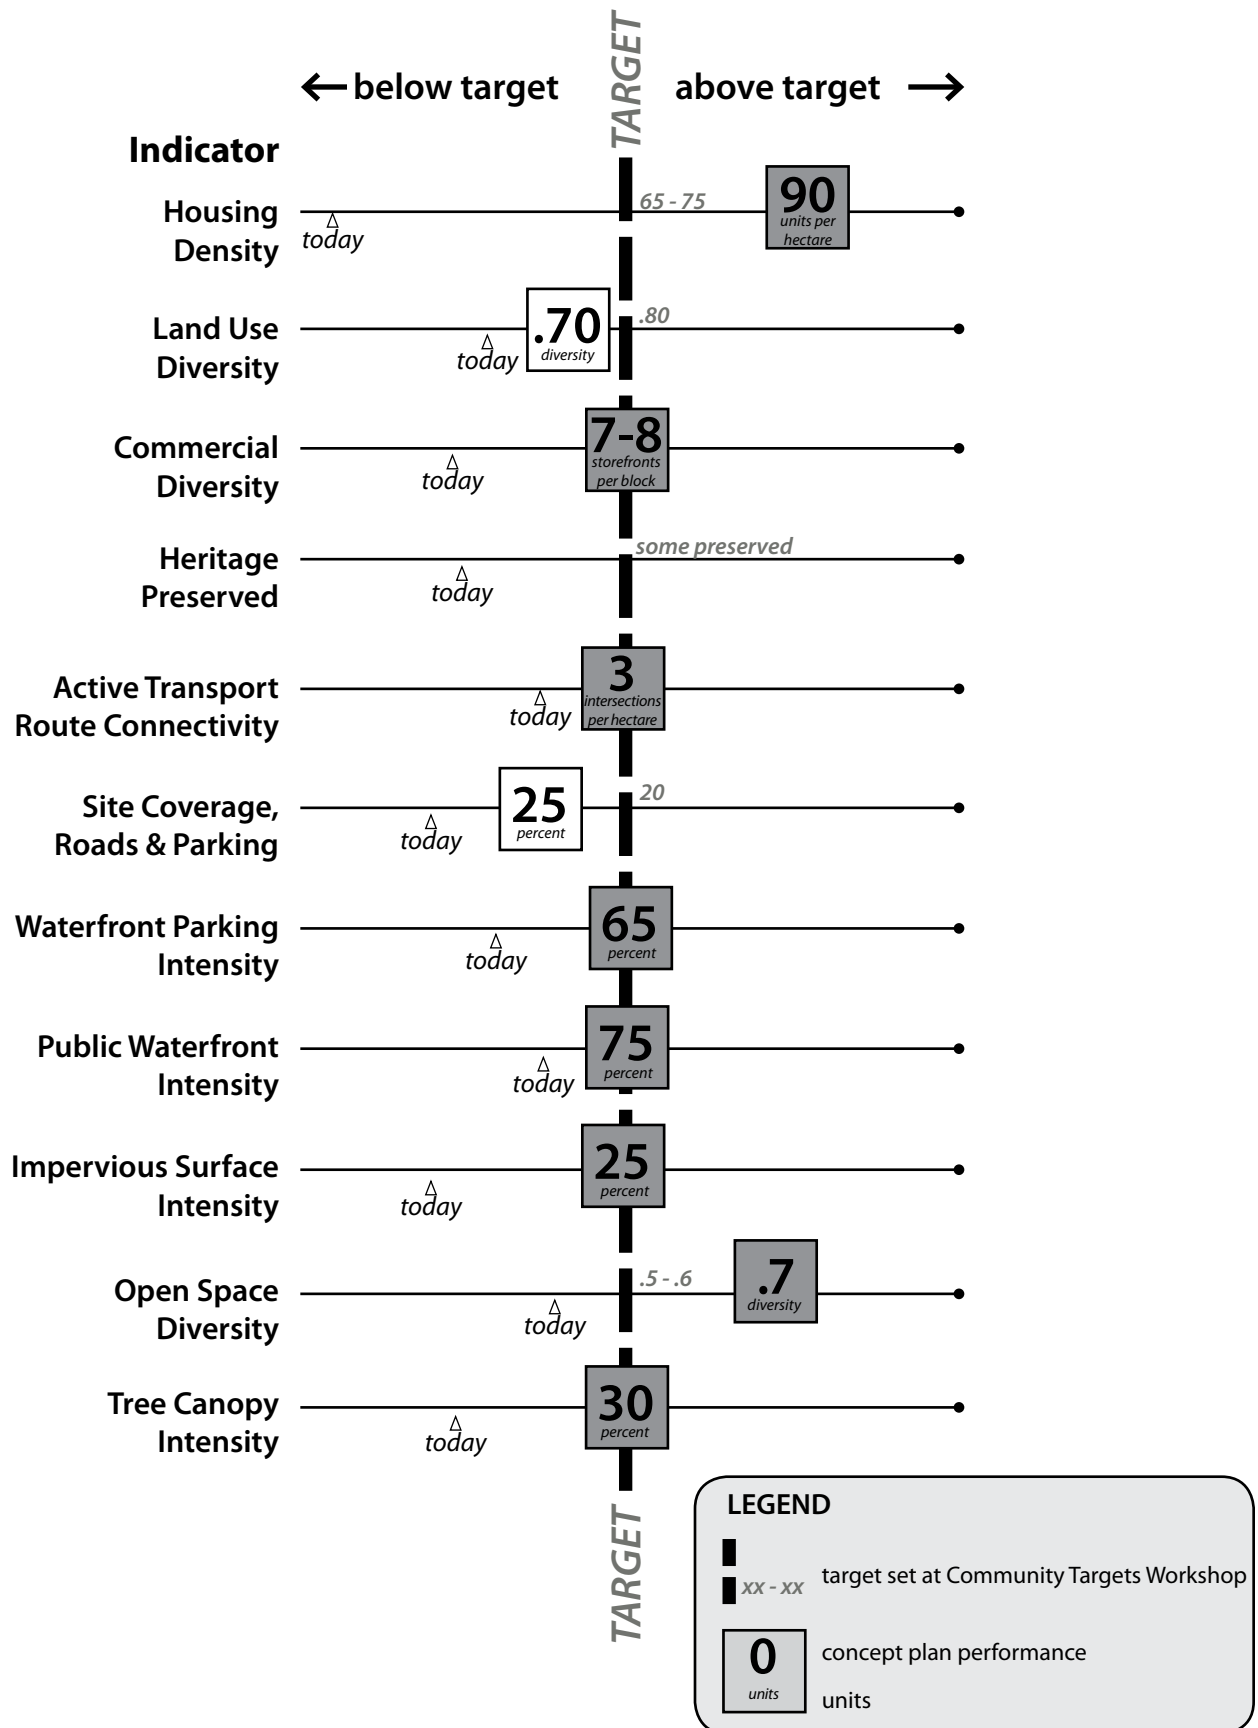 TARGET
← below target
above target →
Indicator
Housing
Density
today
65 - 75
90
units per
hectare
Land Use
Diversity
today
.70
diversity
.80
Commercial
Diversity
today
7-8
storefronts
per block
Heritage
Preserved
today
some preserved
Active Transport
Route Connectivity
today
3
intersections
per hectare
Site Coverage,
Roads & Parking
today
25
percent
20
Waterfront Parking
Intensity
today
65
percent
Public Waterfront
Intensity
today
75
percent
Impervious Surface
Intensity
today
25
percent
Open Space
Diversity
today
.5 - .6
.7
diversity
Tree Canopy
Intensity
today
30
percent
TARGET
LEGEND
xx - xx
target set at Community Targets Workshop
0
units
concept plan performance
units